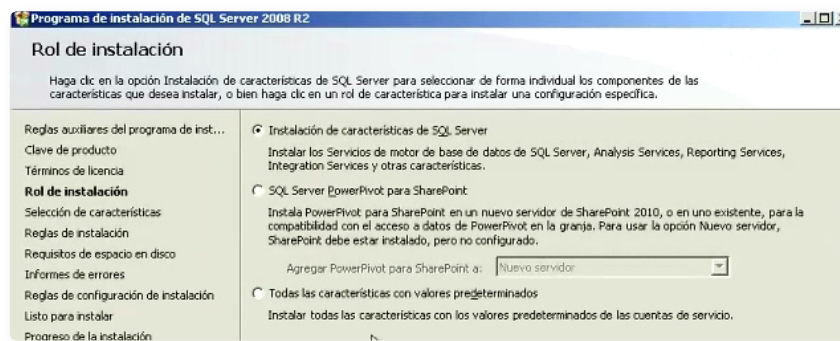 Programa de instalación de SQL Server 2008 R2
Rol de instalación
Haga clic en la opción Instalación de características de SQL Server para seleccionar de forma individual los componentes de las
características que desea instalar, o bien haga clic en un rol de característica para instalar una configuración específica.
Reglas auxiliares del programa de inst...
Clave de producto
Términos de licencia
Rol de instalación
Selección de características
Reglas de instalación
Requisitos de espacio en disco
Informes de errores
Reglas de configuración de instalación
Listo para instalar
Progreso de la instalación
Instalación de características de SQL Server
Instalar los Servicios de motor de base de datos de SQL Server, Analysis Services, Reporting Services,
Integration Services y otras características.
SQL Server PowerPivot para SharePoint
Instala PowerPivot para SharePoint en un nuevo servidor de SharePoint 2010, o en uno existente, para la
compatibilidad con el acceso a datos de PowerPivot en la granja. Para usar la opción Nuevo servidor,
SharePoint debe estar instalado, pero no configurado.
Agregar PowerPivot para SharePoint a: Nuevo servidor
Todas las características con valores predeterminados
Instalar todas las características con los valores predeterminados de las cuentas de servicio.